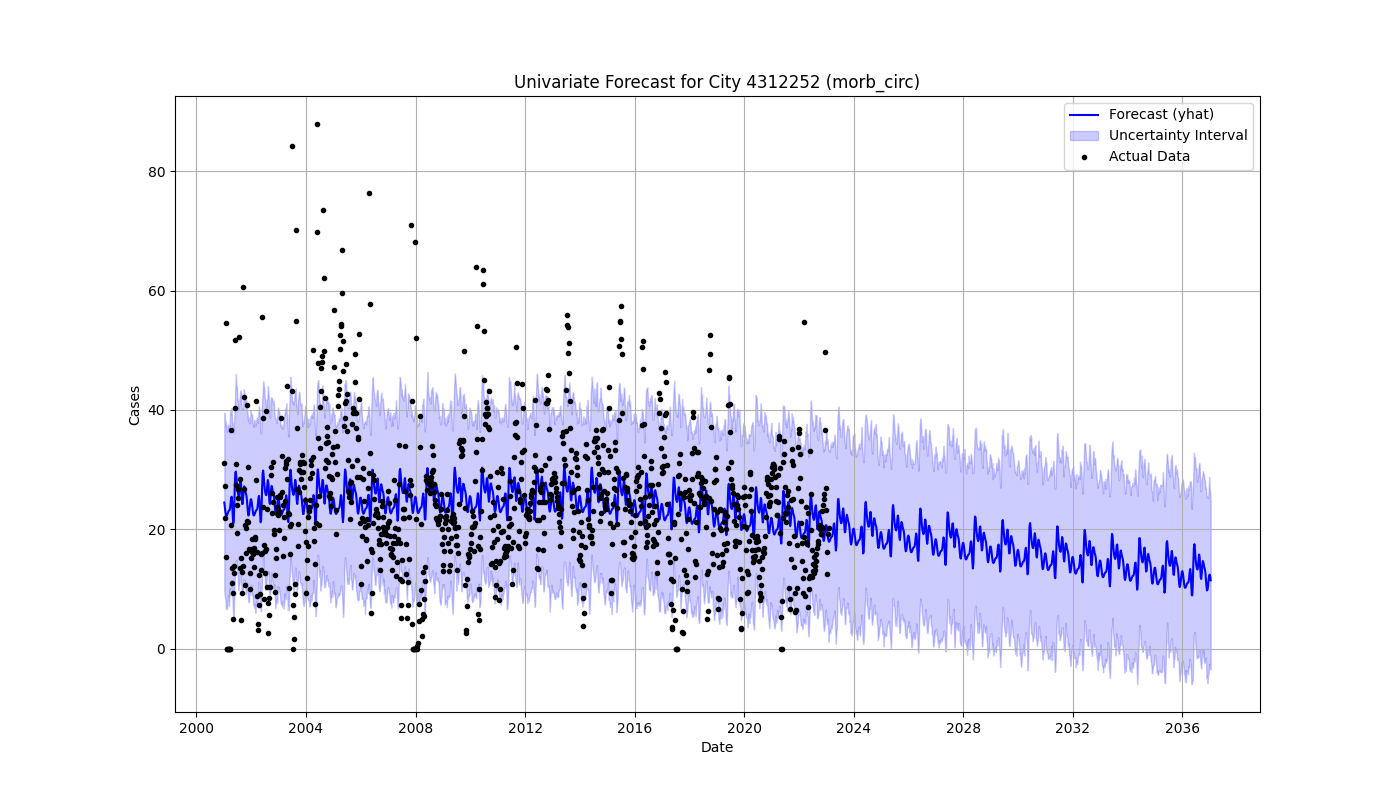 Univariate Forecast for City 4312252 (morb_circ)
Forecast (yhat)
Uncertainty Interval
Actual Data
80
60
40
20
0
Cases
2000 2004 2008 2012 2016 2020 2024 2028 2032 2036
Date